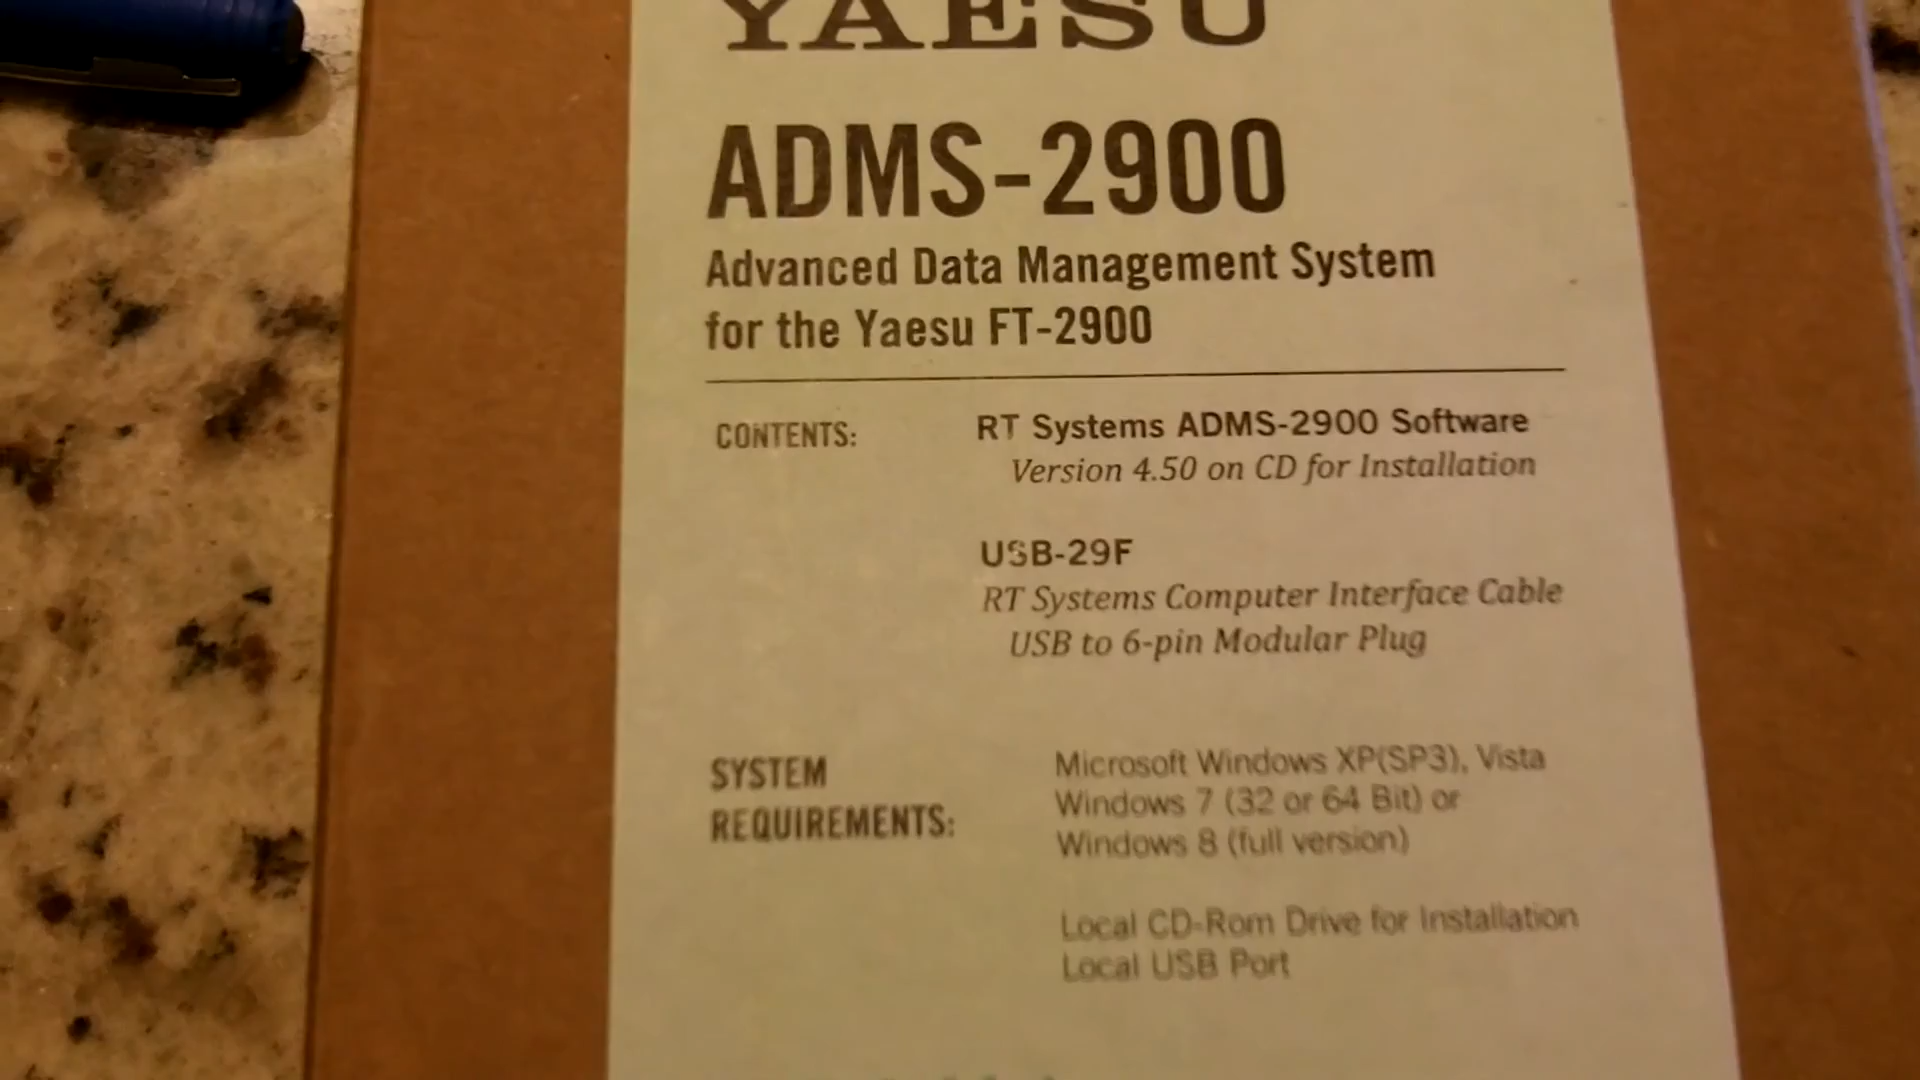 YAESU
ADMS-2900
Advanced Data Management System
for the Yaesu FT-2900
CONTENTS:
RT Systems ADMS-2900 Software
Version 4.50 on CD for Installation
USB-29F
RT Systems Computer Interface Cable
USB to 6-pin Modular Plug
SYSTEM
REQUIREMENTS:
Microsoft Windows XP(SP3), Vista
Windows 7 (32 or 64 Bit) or
Windows 8 (full version)
Local CD-Rom Drive for Installation
Local USB Port